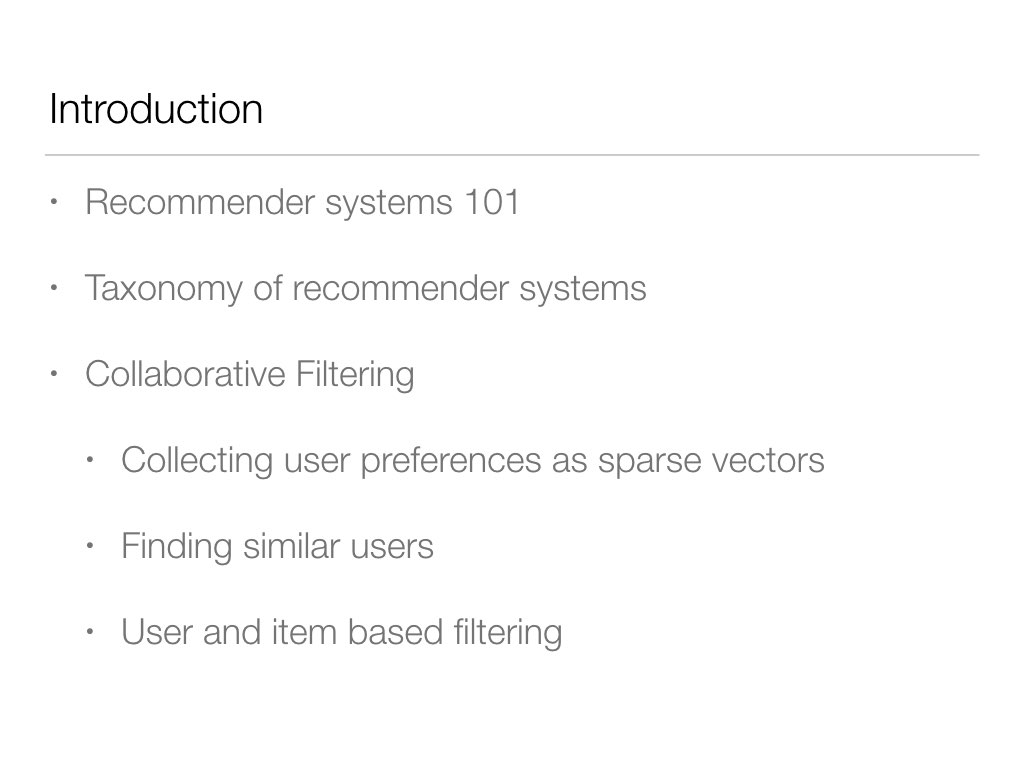 Introduction
• Recommender systems 101
• Taxonomy of recommender systems
• Collaborative Filtering
• Collecting user preferences as sparse vectors
• Finding similar users
• User and item based filtering